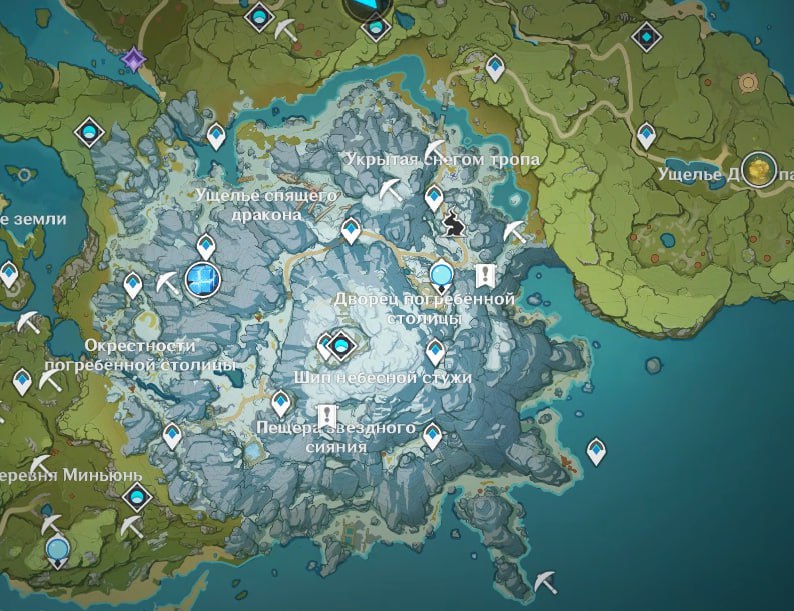 Укрытая снегом тропа
Ущелье спящего
дракона
Ущелье
е земли
Дворец погребенной
столицы
Окрестности
погребенной столицы
Шип небесной стужи
Пещера звездного
сияния
еревня Миньюнь